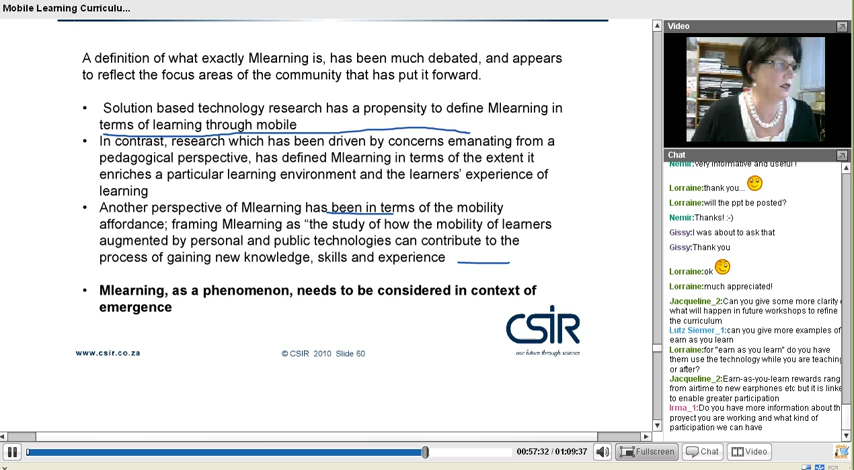 Mobile Learning Curriculu...
A definition of what exactly Mlearning is, has been much debated, and appears
to reflect the focus areas of the community that has put it forward.
• Solution based technology research has a propensity to define Mlearning in
terms of learning through mobile
• In contrast, research which has been driven by concerns emanating from a
pedagogical perspective, has defined Mlearning in terms of the extent it
enriches a particular learning environment and the learners' experience of
learning
• Another perspective of Mlearning has been in terms of the mobility
affordance; framing Mlearning as "the study of how the mobility of learners
augmented by personal and public technologies can contribute to the
process of gaining new knowledge, skills and experience
• Mlearning, as a phenomenon, needs to be considered in context of
emergence
CSIR
our future through science
www.csir.co.za
© CSIR 2010 Slide 60
Video
Chat
Nemir:very informative and useful !
Lorraine:thank you...
Lorraine:will the ppt be posted?
Nemir:Thanks! :-)
Gissy:I was about to ask that
Gissy:Thank you
Lorraine:ok
Lorraine:much appreciated!
Jacqueline_2:Can you give some more clarity
what will happen in future workshops to refine
the curriculum
Lutz Siemer_1:can you give more examples of
earn as you learn
Lorraine:for "earn as you learn" do you have
them use the technology while you are teaching
or after?
Jacqueline_2:Earn-as-you-learn rewards rang
from airtime to new earphones etc but it is linke
to enable greater participation
Irma_1:Do you have more information about th
proyect you are working and what kind of
participation we can have
00:57:32 / 01:09:37
Fullscreen
Chat
Video